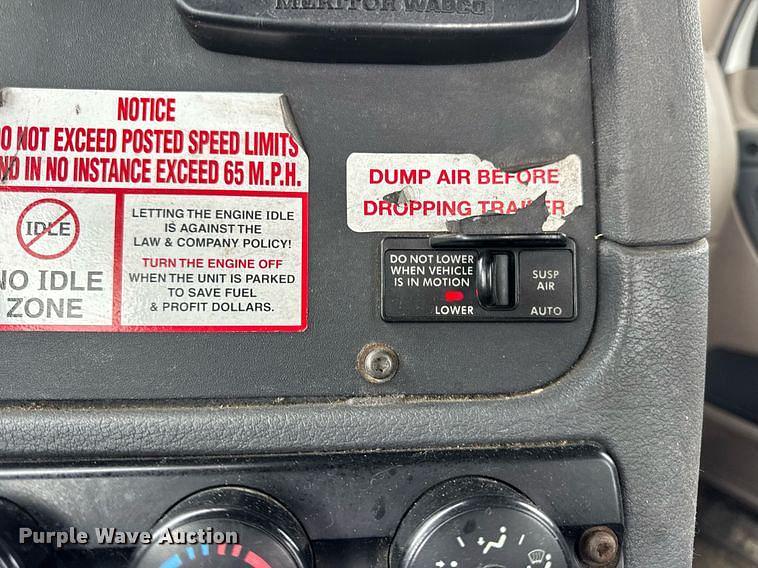 MERITOR WABCO
NOTICE
DO NOT EXCEED POSTED SPEED LIMITS
ND IN NO INSTANCE EXCEED 65 M.P.H.
IDLE
NO IDLE
ZONE
LETTING THE ENGINE IDLE
IS AGAINST THE
LAW & COMPANY POLICY!
TURN THE ENGINE OFF
WHEN THE UNIT IS PARKED
TO SAVE FUEL
& PROFIT DOLLARS.
DUMP AIR BEFORE
DROPPING TRAILER
DO NOT LOWER
WHEN VEHICLE
IS IN MOTION
LOWER
SUSP
AIR
AUTO
Purple Wave Auction